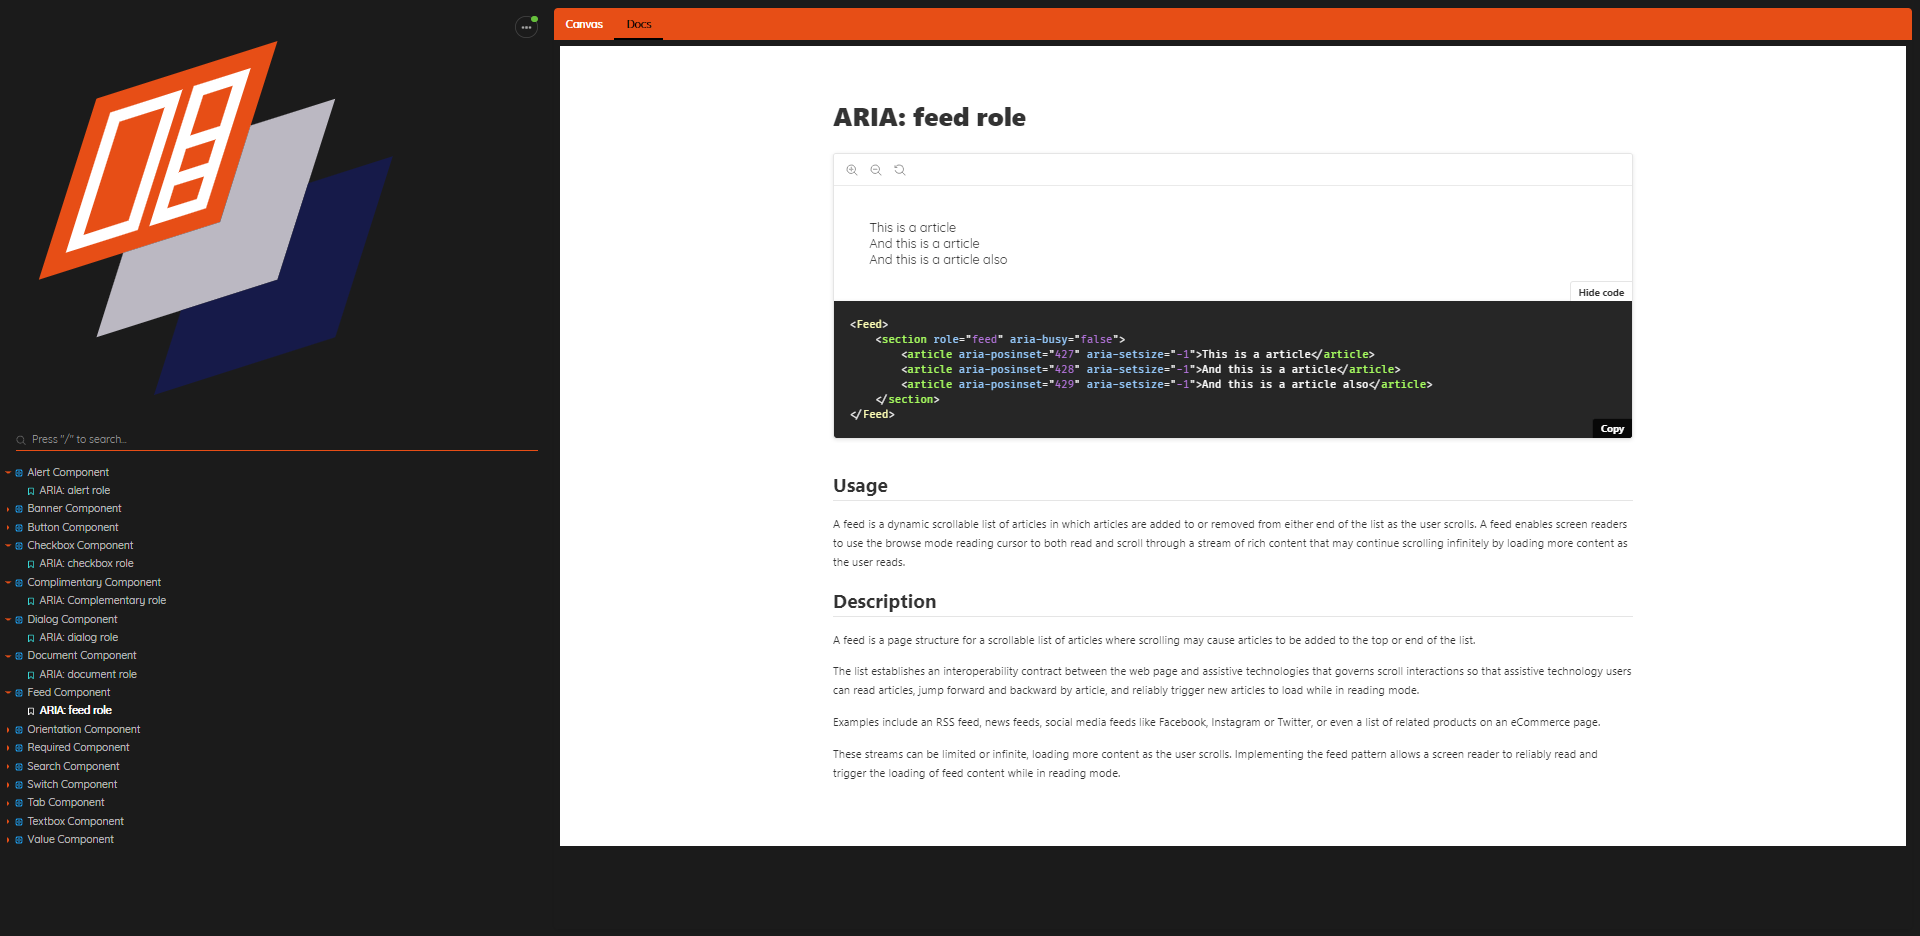 Press "/" to search...
Alert Component
ARIA: alert role
Banner Component
Button Component
Checkbox Component
ARIA: checkbox role
Complimentary Component
ARIA: Complementary role
Dialog Component
ARIA: dialog role
Document Component
ARIA: document role
Feed Component
ARIA: feed role
Orientation Component
Required Component
Search Component
Switch Component
Tab Component
Textbox Component
Value Component
Canvas Docs
ARIA: feed role
This is a article
And this is a article
And this is a article also
Hide code
<Feed>
<section role="feed" aria-busy="false">
<article aria-posinset="427" aria-setsize="-1">This is a article</article>
<article aria-posinset="428" aria-setsize="-1">And this is a article</article>
<article aria-posinset="429" aria-setsize="-1">And this is a article also</article>
</section>
</Feed>
Copy
Usage
A feed is a dynamic scrollable list of articles in which articles are added to or removed from either end of the list as the user scrolls. A feed enables screen readers
to use the browse mode reading cursor to both read and scroll through a stream of rich content that may continue scrolling infinitely by loading more content as
the user reads.
Description
A feed is a page structure for a scrollable list of articles where scrolling may cause articles to be added to the top or end of the list.
The list establishes an interoperability contract between the web page and assistive technologies that governs scroll interactions so that assistive technology users
can read articles, jump forward and backward by article, and reliably trigger new articles to load while in reading mode.
Examples include an RSS feed, news feeds, social media feeds like Facebook, Instagram or Twitter, or even a list of related products on an eCommerce page.
These streams can be limited or infinite, loading more content as the user scrolls. Implementing the feed pattern allows a screen reader to reliably read and
trigger the loading of feed content while in reading mode.